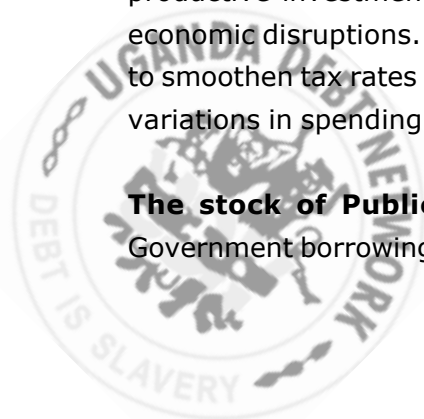 productive investment
economic disruptions.
to smoothen tax rates
variations in spending
The stock of Public
Government borrowing
UGANDA DEBT NETWORK
DEBT IS SLAVERY